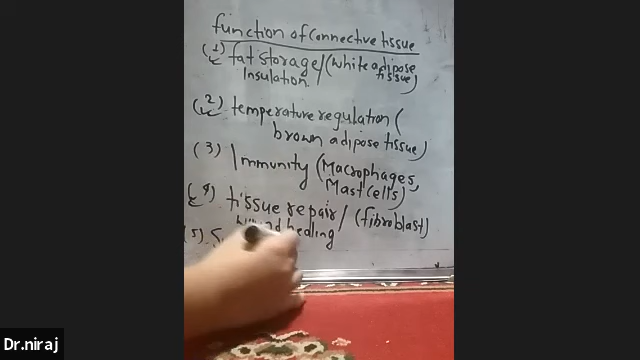 function of Connective tissue
(1) fat storage/(white adipose
tissue)
Insulation
(2) temperature regulation (
brown adipose tissue)
(3) Immunity (Macrophages,
Mast cells)
(4) tissue repair/ (fibroblast)
healing
(5) S
Dr.niraj